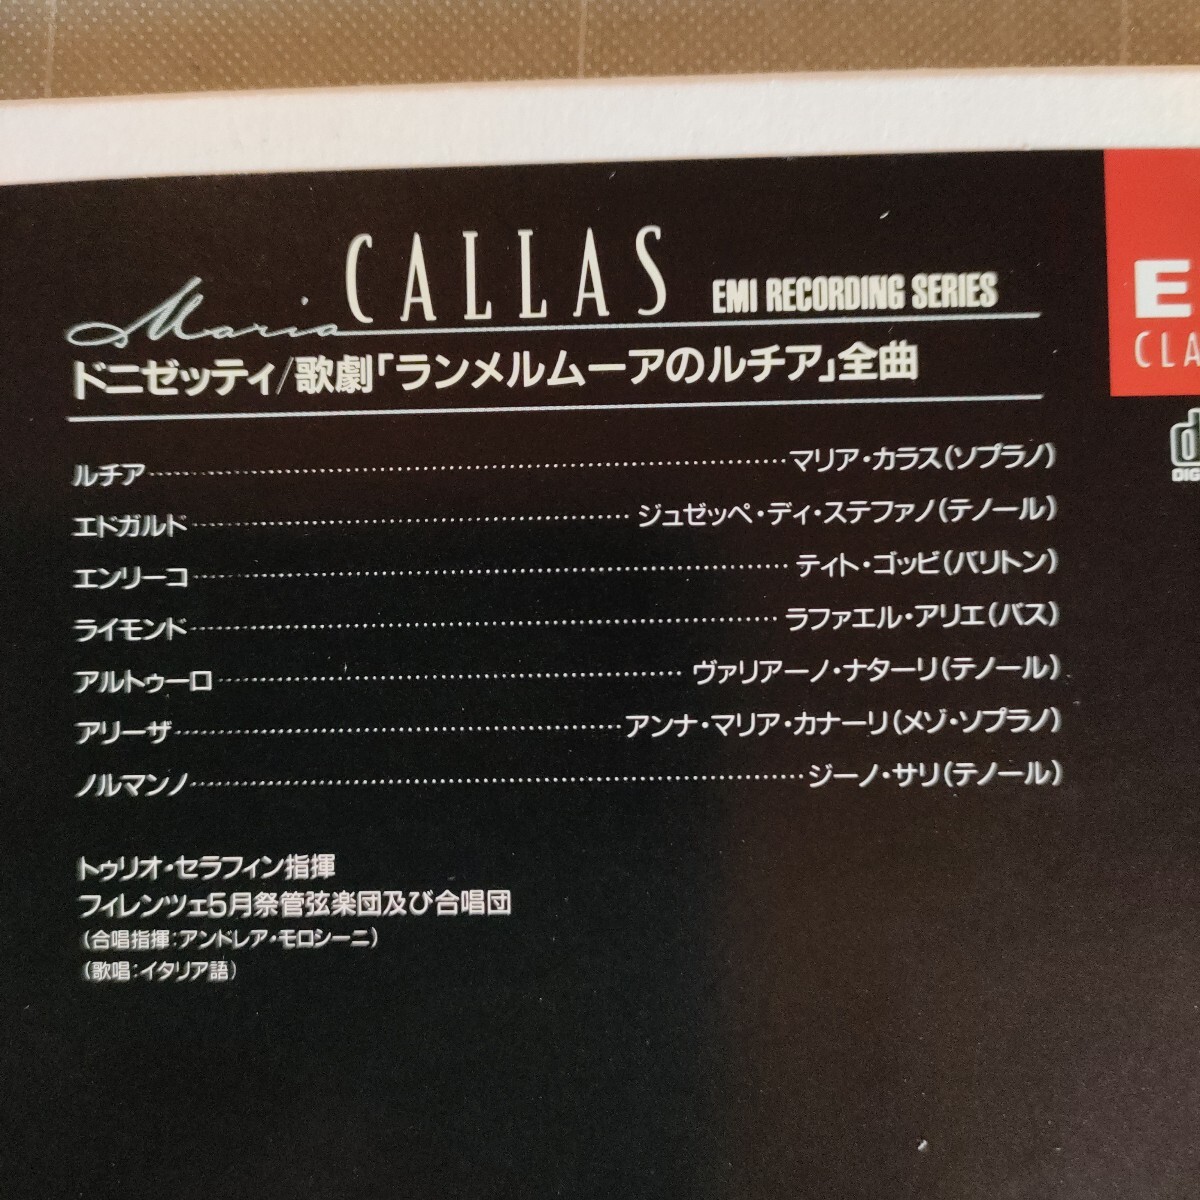 Maria CALLAS EMI RECORDING SERIES
ドニゼッティ/歌劇「ランメルムーアのルチア」全曲
ルチア……マリア・カラス(ソプラノ)
エドガルド……ジュゼッペ・ディ・ステファノ(テノール)
エンリーコ……ティト・ゴッビ(バリトン)
ライモンド……ラファエル・アリエ(バス)
アルトゥーロ……ヴァリアーノ・ナターリ(テノール)
アリーザ……アンナ・マリア・カナーリ(メゾ・ソプラノ)
ノルマンノ……ジーノ・サリ(テノール)
トゥリオ・セラフィン指揮
フィレンツェ5月祭管弦楽団及び合唱団
(合唱指揮:アンドレア・モロシーニ)
(歌唱:イタリア語)
E
CLA
d
DIG